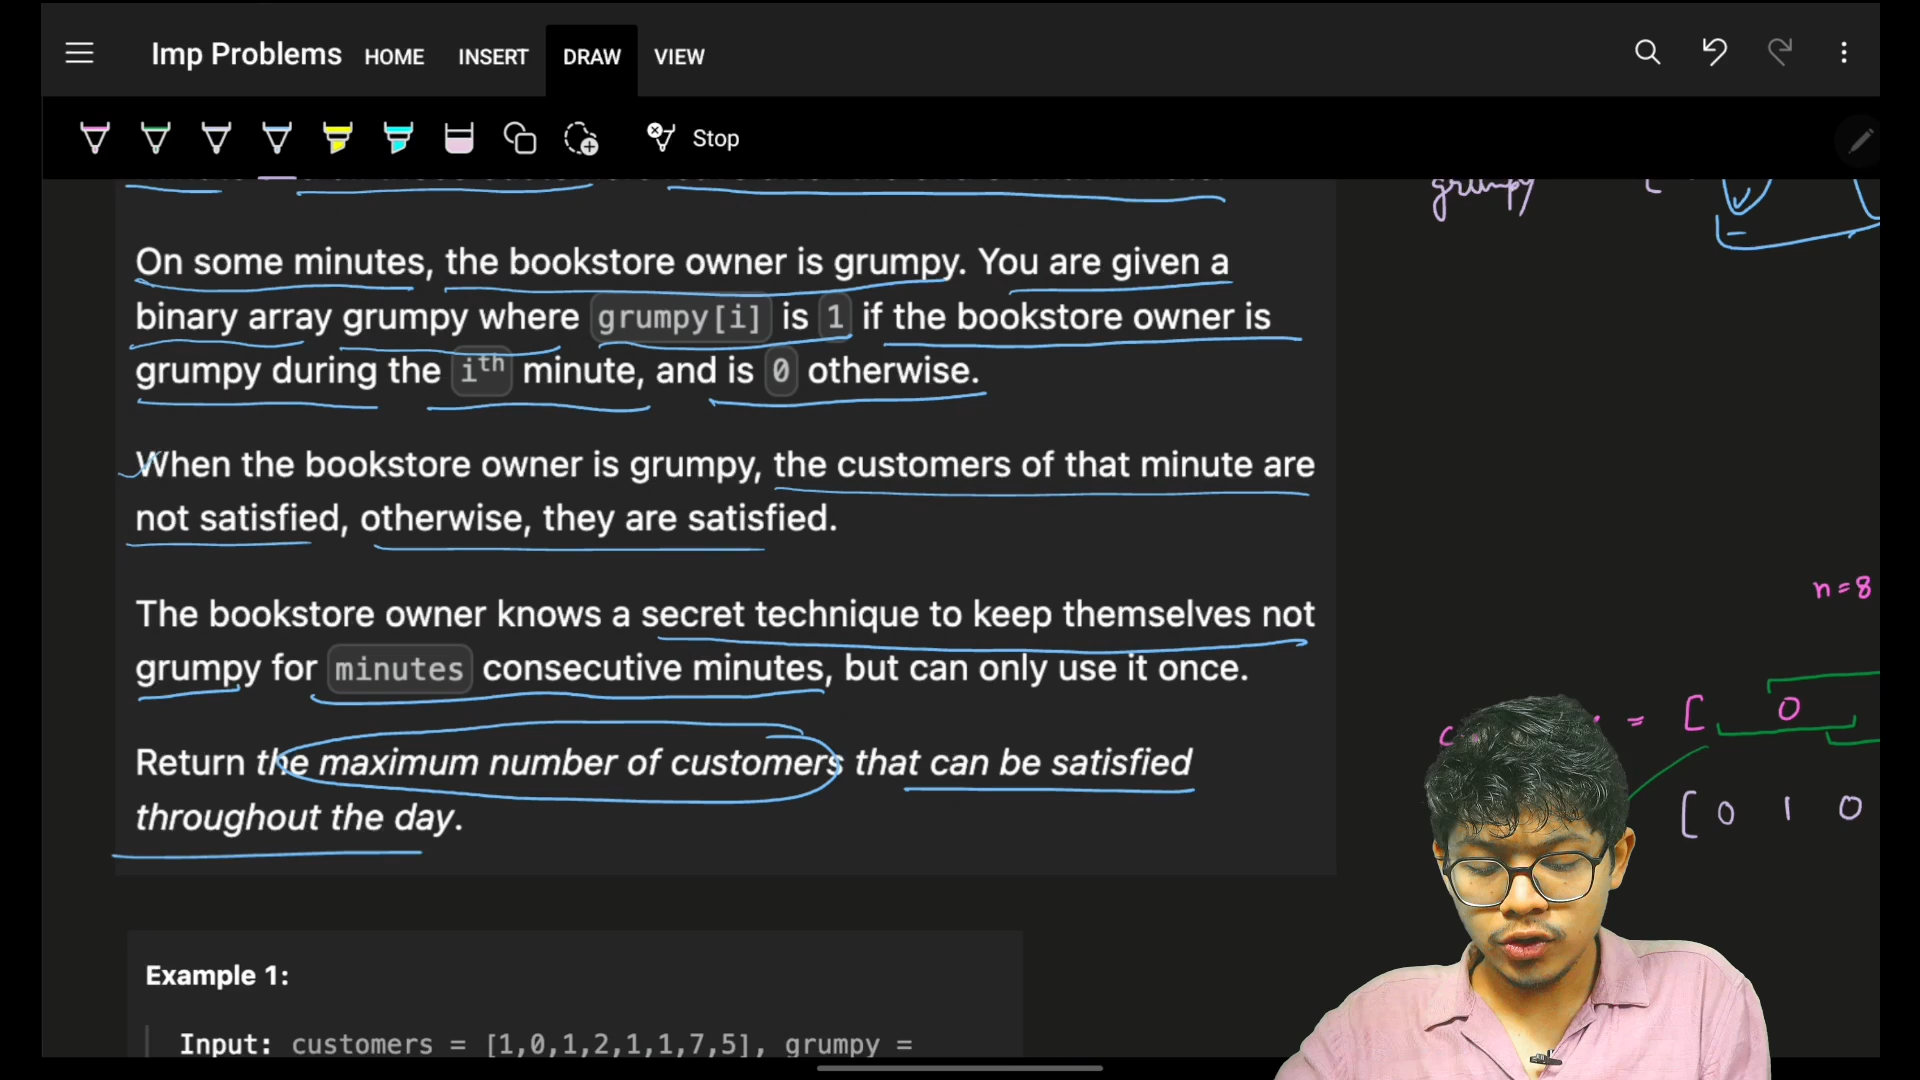 Imp Problems HOME INSERT DRAW VIEW
Stop
grumpy [
On some minutes, the bookstore owner is grumpy. You are given a
binary array grumpy where grumpy[i] is 1 if the bookstore owner is
grumpy during the ith minute, and is 0 otherwise.
When the bookstore owner is grumpy, the customers of that minute are
not satisfied, otherwise, they are satisfied.
The bookstore owner knows a secret technique to keep themselves not
grumpy for minutes consecutive minutes, but can only use it once.
Return the maximum number of customers that can be satisfied
throughout the day.
n=8
= [ 0
[ 0 1 0
Example 1:
Input: customers = [1,0,1,2,1,1,7,5], grumpy =